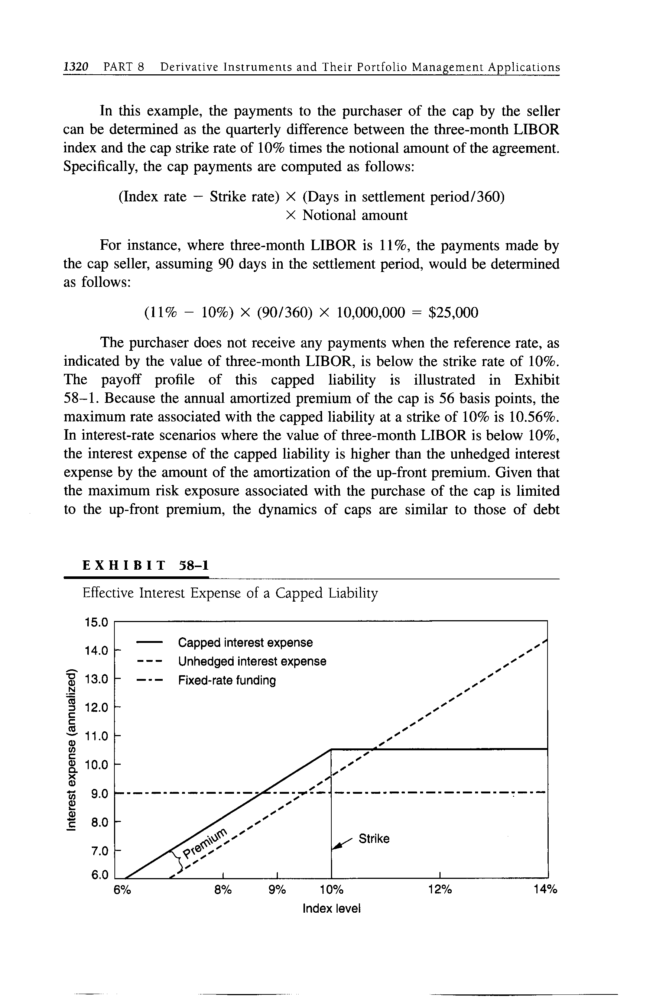 1320 PART 8 Derivative Instruments and Their Portfolio Management Applications
In this example, the payments to the purchaser of the cap by the seller
can be determined as the quarterly difference between the three-month LIBOR
index and the cap strike rate of 10% times the notional amount of the agreement.
Specifically, the cap payments are computed as follows:
(Index rate − Strike rate) × (Days in settlement period/360)
× Notional amount
For instance, where three-month LIBOR is 11%, the payments made by
the cap seller, assuming 90 days in the settlement period, would be determined
as follows:
(11% − 10%) × (90/360) × 10,000,000 = $25,000
The purchaser does not receive any payments when the reference rate, as
indicated by the value of three-month LIBOR, is below the strike rate of 10%.
The payoff profile of this capped liability is illustrated in Exhibit
58–1. Because the annual amortized premium of the cap is 56 basis points, the
maximum rate associated with the capped liability at a strike of 10% is 10.56%.
In interest-rate scenarios where the value of three-month LIBOR is below 10%,
the interest expense of the capped liability is higher than the unhedged interest
expense by the amount of the amortization of the up-front premium. Given that
the maximum risk exposure associated with the purchase of the cap is limited
to the up-front premium, the dynamics of caps are similar to those of debt
EXHIBIT 58–1
Effective Interest Expense of a Capped Liability
Interest expense (annualized)
15.0
14.0
13.0
12.0
11.0
10.0
9.0
8.0
7.0
6.0
Capped interest expense
Unhedged interest expense
Fixed-rate funding
Premium
Strike
6% 8% 9% 10% 12% 14%
Index level